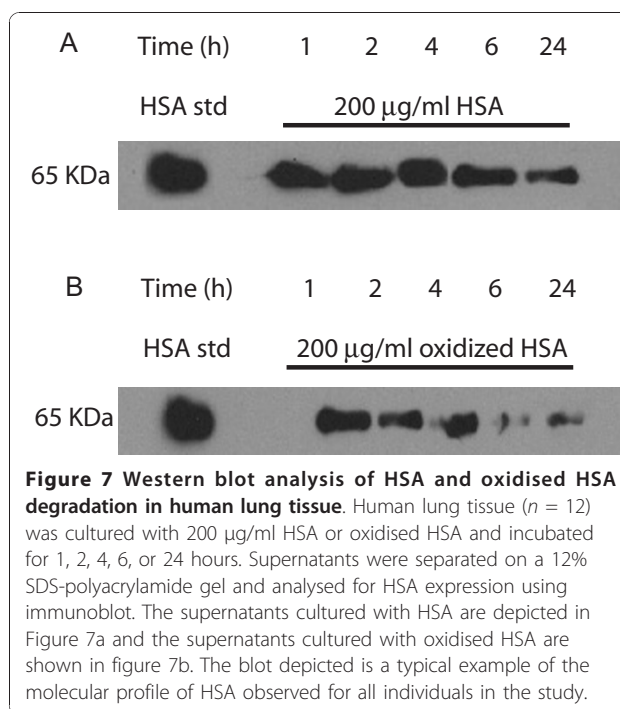 A Time (h) 1 2 4 6 24
HSA std 200 μg/ml HSA
65 KDa
B Time (h) 1 2 4 6 24
HSA std 200 μg/ml oxidized HSA
65 KDa
Figure 7 Western blot analysis of HSA and oxidised HSA
degradation in human lung tissue. Human lung tissue (n = 12)
was cultured with 200 μg/ml HSA or oxidised HSA and incubated
for 1, 2, 4, 6, or 24 hours. Supernatants were separated on a 12%
SDS-polyacrylamide gel and analysed for HSA expression using
immunoblot. The supernatants cultured with HSA are depicted in
Figure 7a and the supernatants cultured with oxidised HSA are
shown in figure 7b. The blot depicted is a typical example of the
molecular profile of HSA observed for all individuals in the study.